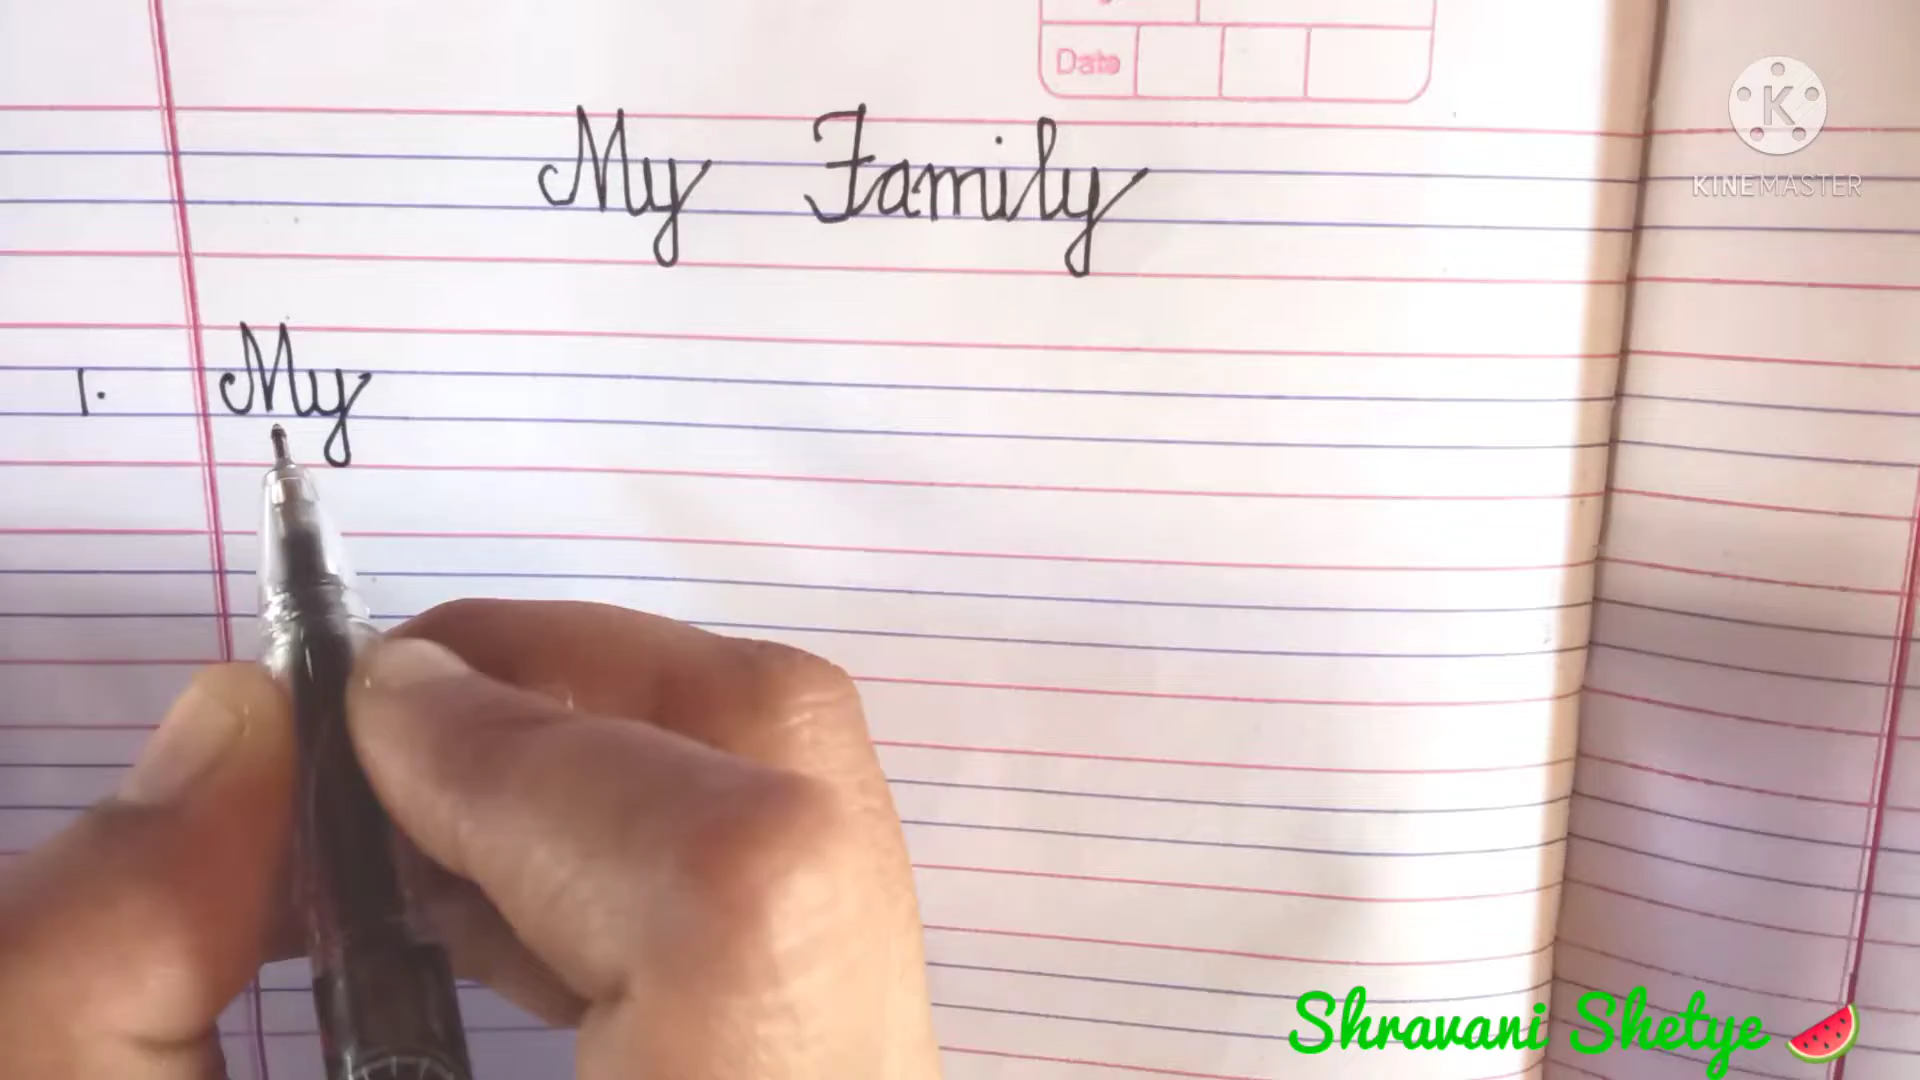 Date
KINEMASTER
My Family
1. My
Shravani Shetye